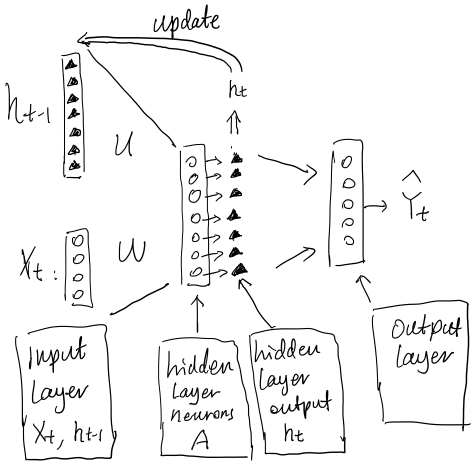 update
ht
ht-1
U
Xt:
W
Ŷt
Input
Layer
Xt, ht-1
hidden
Layer
neurons
A
hidden
Layer
output
ht
output
Layer